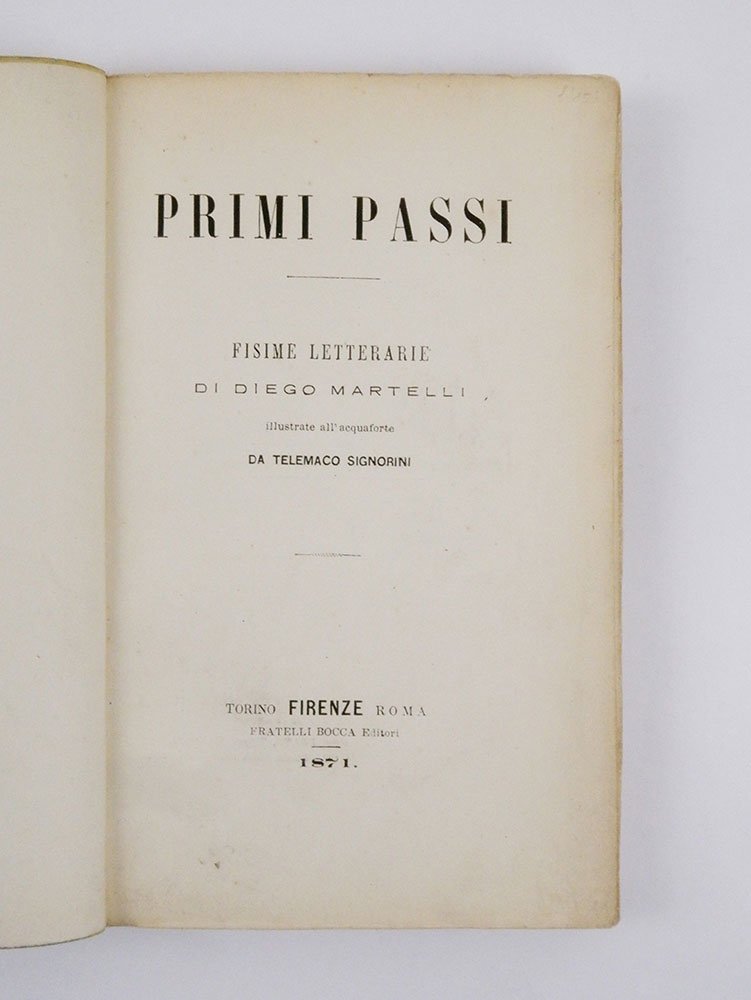 PRIMI PASSI
FISIME LETTERARIE
DI DIEGO MARTELLI
illustrate all'acquaforte
DA TELEMACO SIGNORINI
TORINO FIRENZE ROMA
FRATELLI BOCCA Editori
1871.